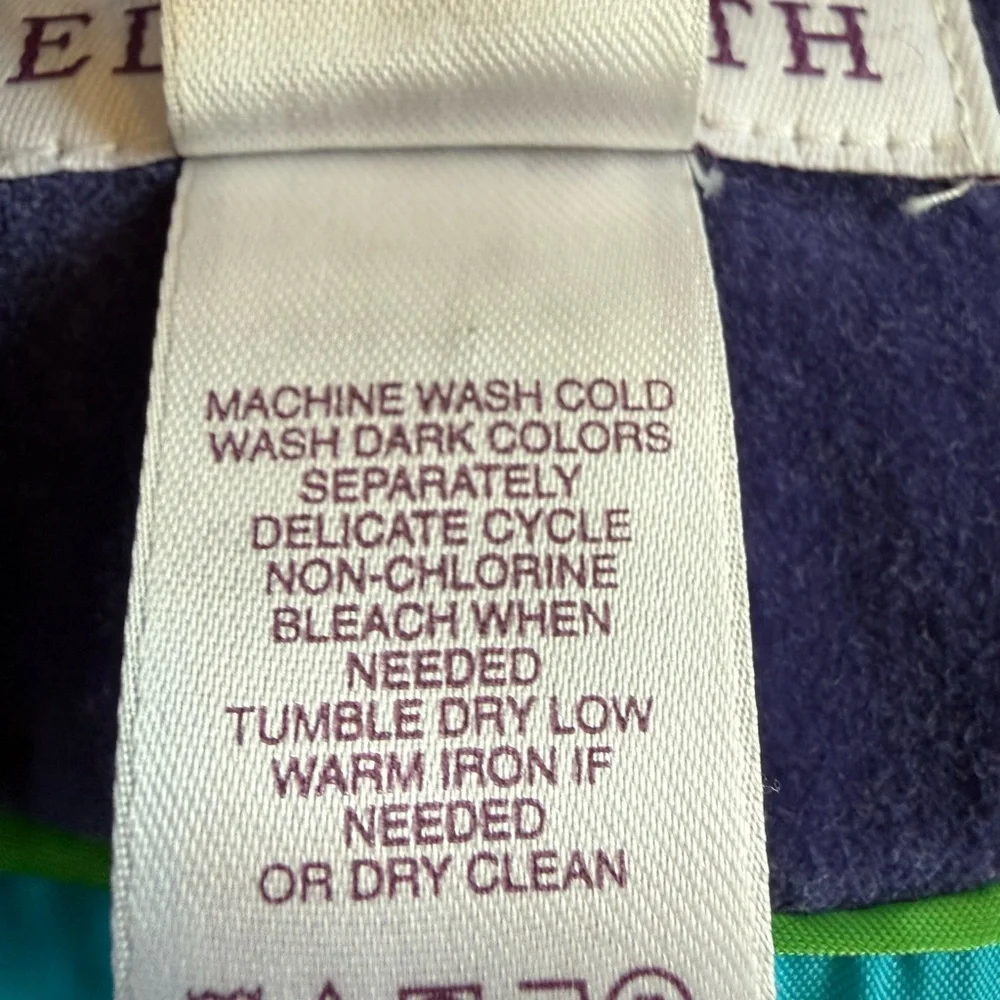 MACHINE WASH COLD
WASH DARK COLORS
SEPARATELY
DELICATE CYCLE
NON-CHLORINE
BLEACH WHEN
NEEDED
TUMBLE DRY LOW
WARM IRON IF
NEEDED
OR DRY CLEAN